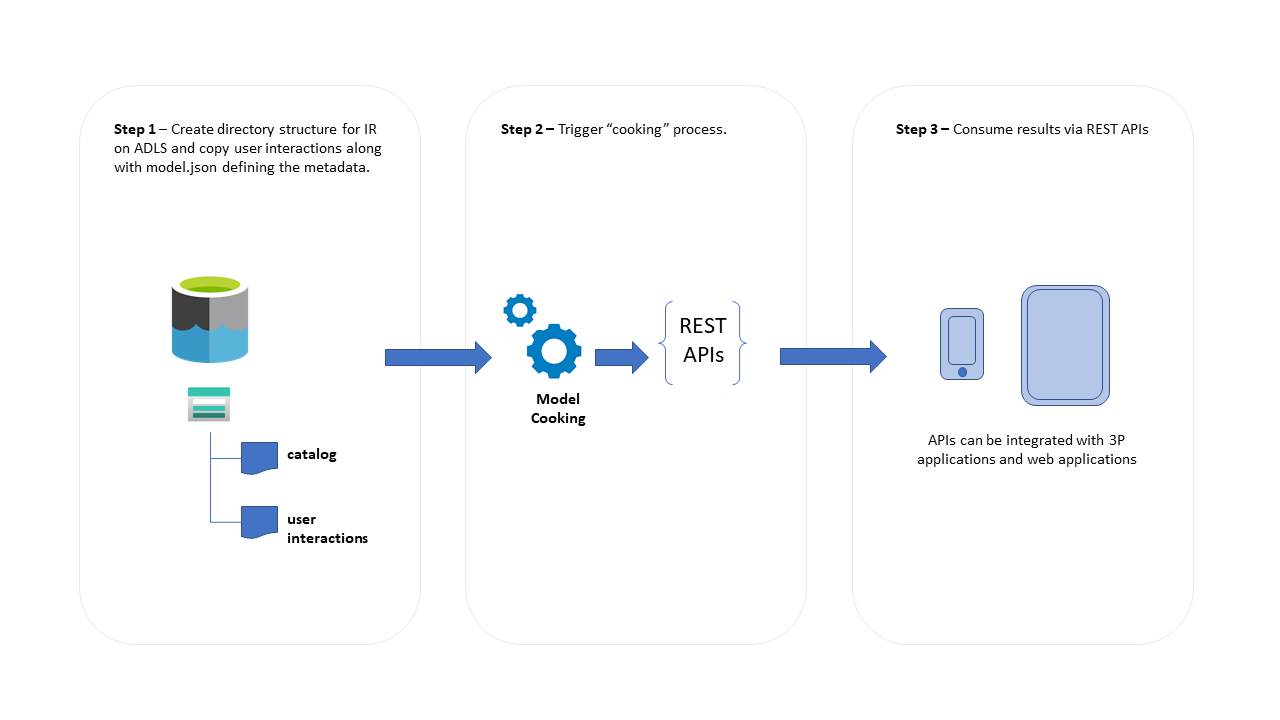 Step 1 – Create directory structure for IR
on ADLS and copy user interactions along
with model.json defining the metadata.
catalog
user
interactions
Step 2 – Trigger “cooking” process.
Model
Cooking
REST
APIs
Step 3 – Consume results via REST APIs
APIs can be integrated with 3P
applications and web applications